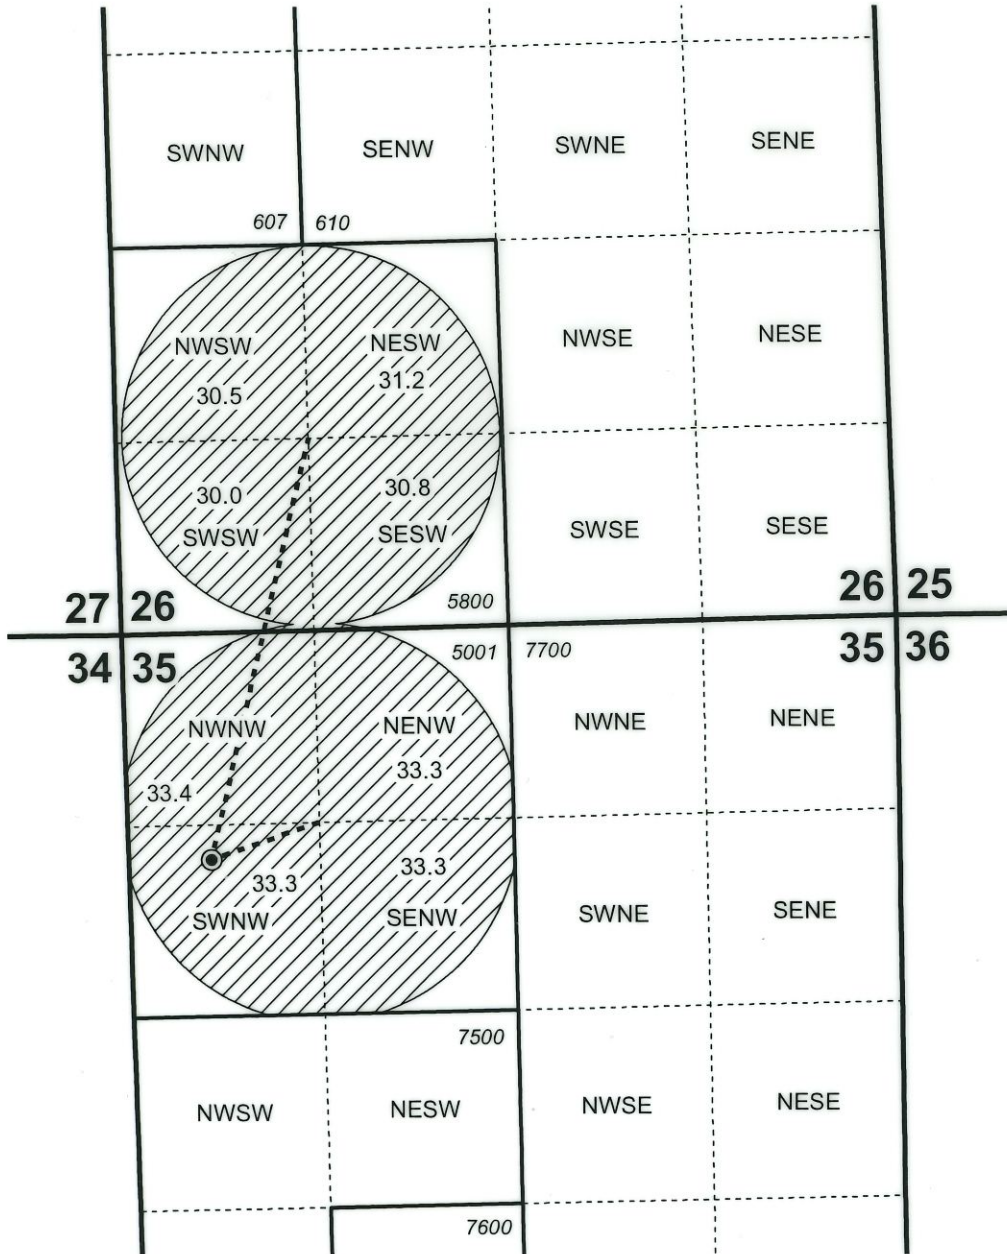 SWNW SENW SWNE SENE
607 610
NWSW NESW NWSE NESE
30.5 31.2
30.0 30.8
SWSW SESW SWSE SESE
27 26 5800 26 25
34 35 5001 7700 35 36
NWNW NENW NWNE NENE
33.4 33.3
33.3 33.3
SWNW SENW SWNE SENE
7500
NWSW NESW NWSE NESE
7600